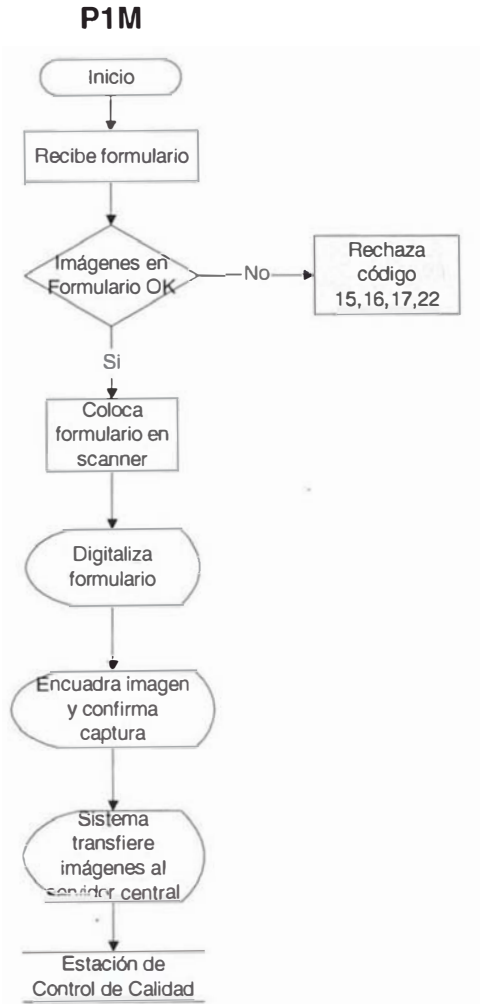 P1M
Inicio
Recibe formulario
Imágenes en
Formulario OK
No
Rechaza
código
15,16,17,22
Si
Coloca
formulario en
scanner
Digitaliza
formulario
Encuadra imagen
y confirma
captura
Sistema
transfiere
imágenes al
servidor central
Estación de
Control de Calidad